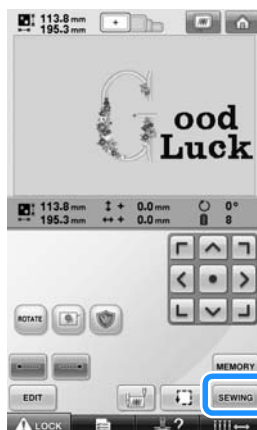 113.8 mm
195.3 mm
Good
Luck
113.8 mm + 0.0 mm 0°
195.3 mm + 0.0 mm 8
ROTATE
MEMORY
EDIT SEWING
LOCK ?